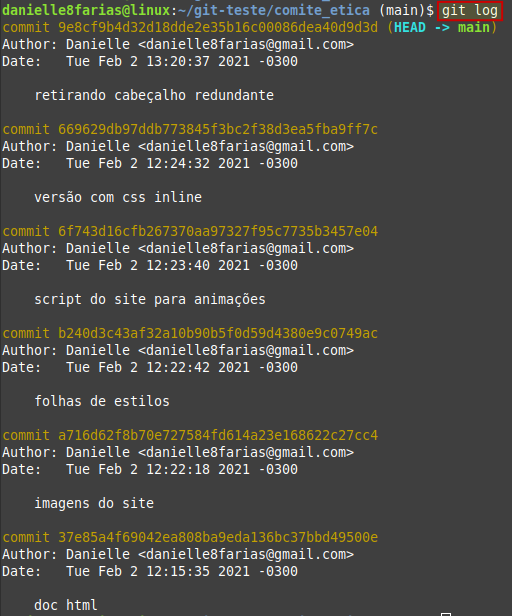 danielle8farias@linux:~/git-teste/comite_etica (main)$ git log
commit 9e8cf9b4d32d18dde2e35b16c00086dea40d9d3d (HEAD -> main)
Author: Danielle <danielle8farias@gmail.com>
Date:   Tue Feb 2 13:20:37 2021 -0300
retirando cabeçalho redundante
commit 669629db97ddb773845f3bc2f38d3ea5fba9ff7c
Author: Danielle <danielle8farias@gmail.com>
Date:   Tue Feb 2 12:24:32 2021 -0300
versão com css inline
commit 6f743d16cfb267370aa97327f95c7735b3457e04
Author: Danielle <danielle8farias@gmail.com>
Date:   Tue Feb 2 12:23:40 2021 -0300
script do site para animações
commit b240d3c43af32a10b90b5f0d59d4380e9c0749ac
Author: Danielle <danielle8farias@gmail.com>
Date:   Tue Feb 2 12:22:42 2021 -0300
folhas de estilos
commit a716d62f8b70e727584fd614a23e168622c27cc4
Author: Danielle <danielle8farias@gmail.com>
Date:   Tue Feb 2 12:22:18 2021 -0300
imagens do site
commit 37e85a4f69042ea808ba9eda136bc37bbd49500e
Author: Danielle <danielle8farias@gmail.com>
Date:   Tue Feb 2 12:15:35 2021 -0300
doc html